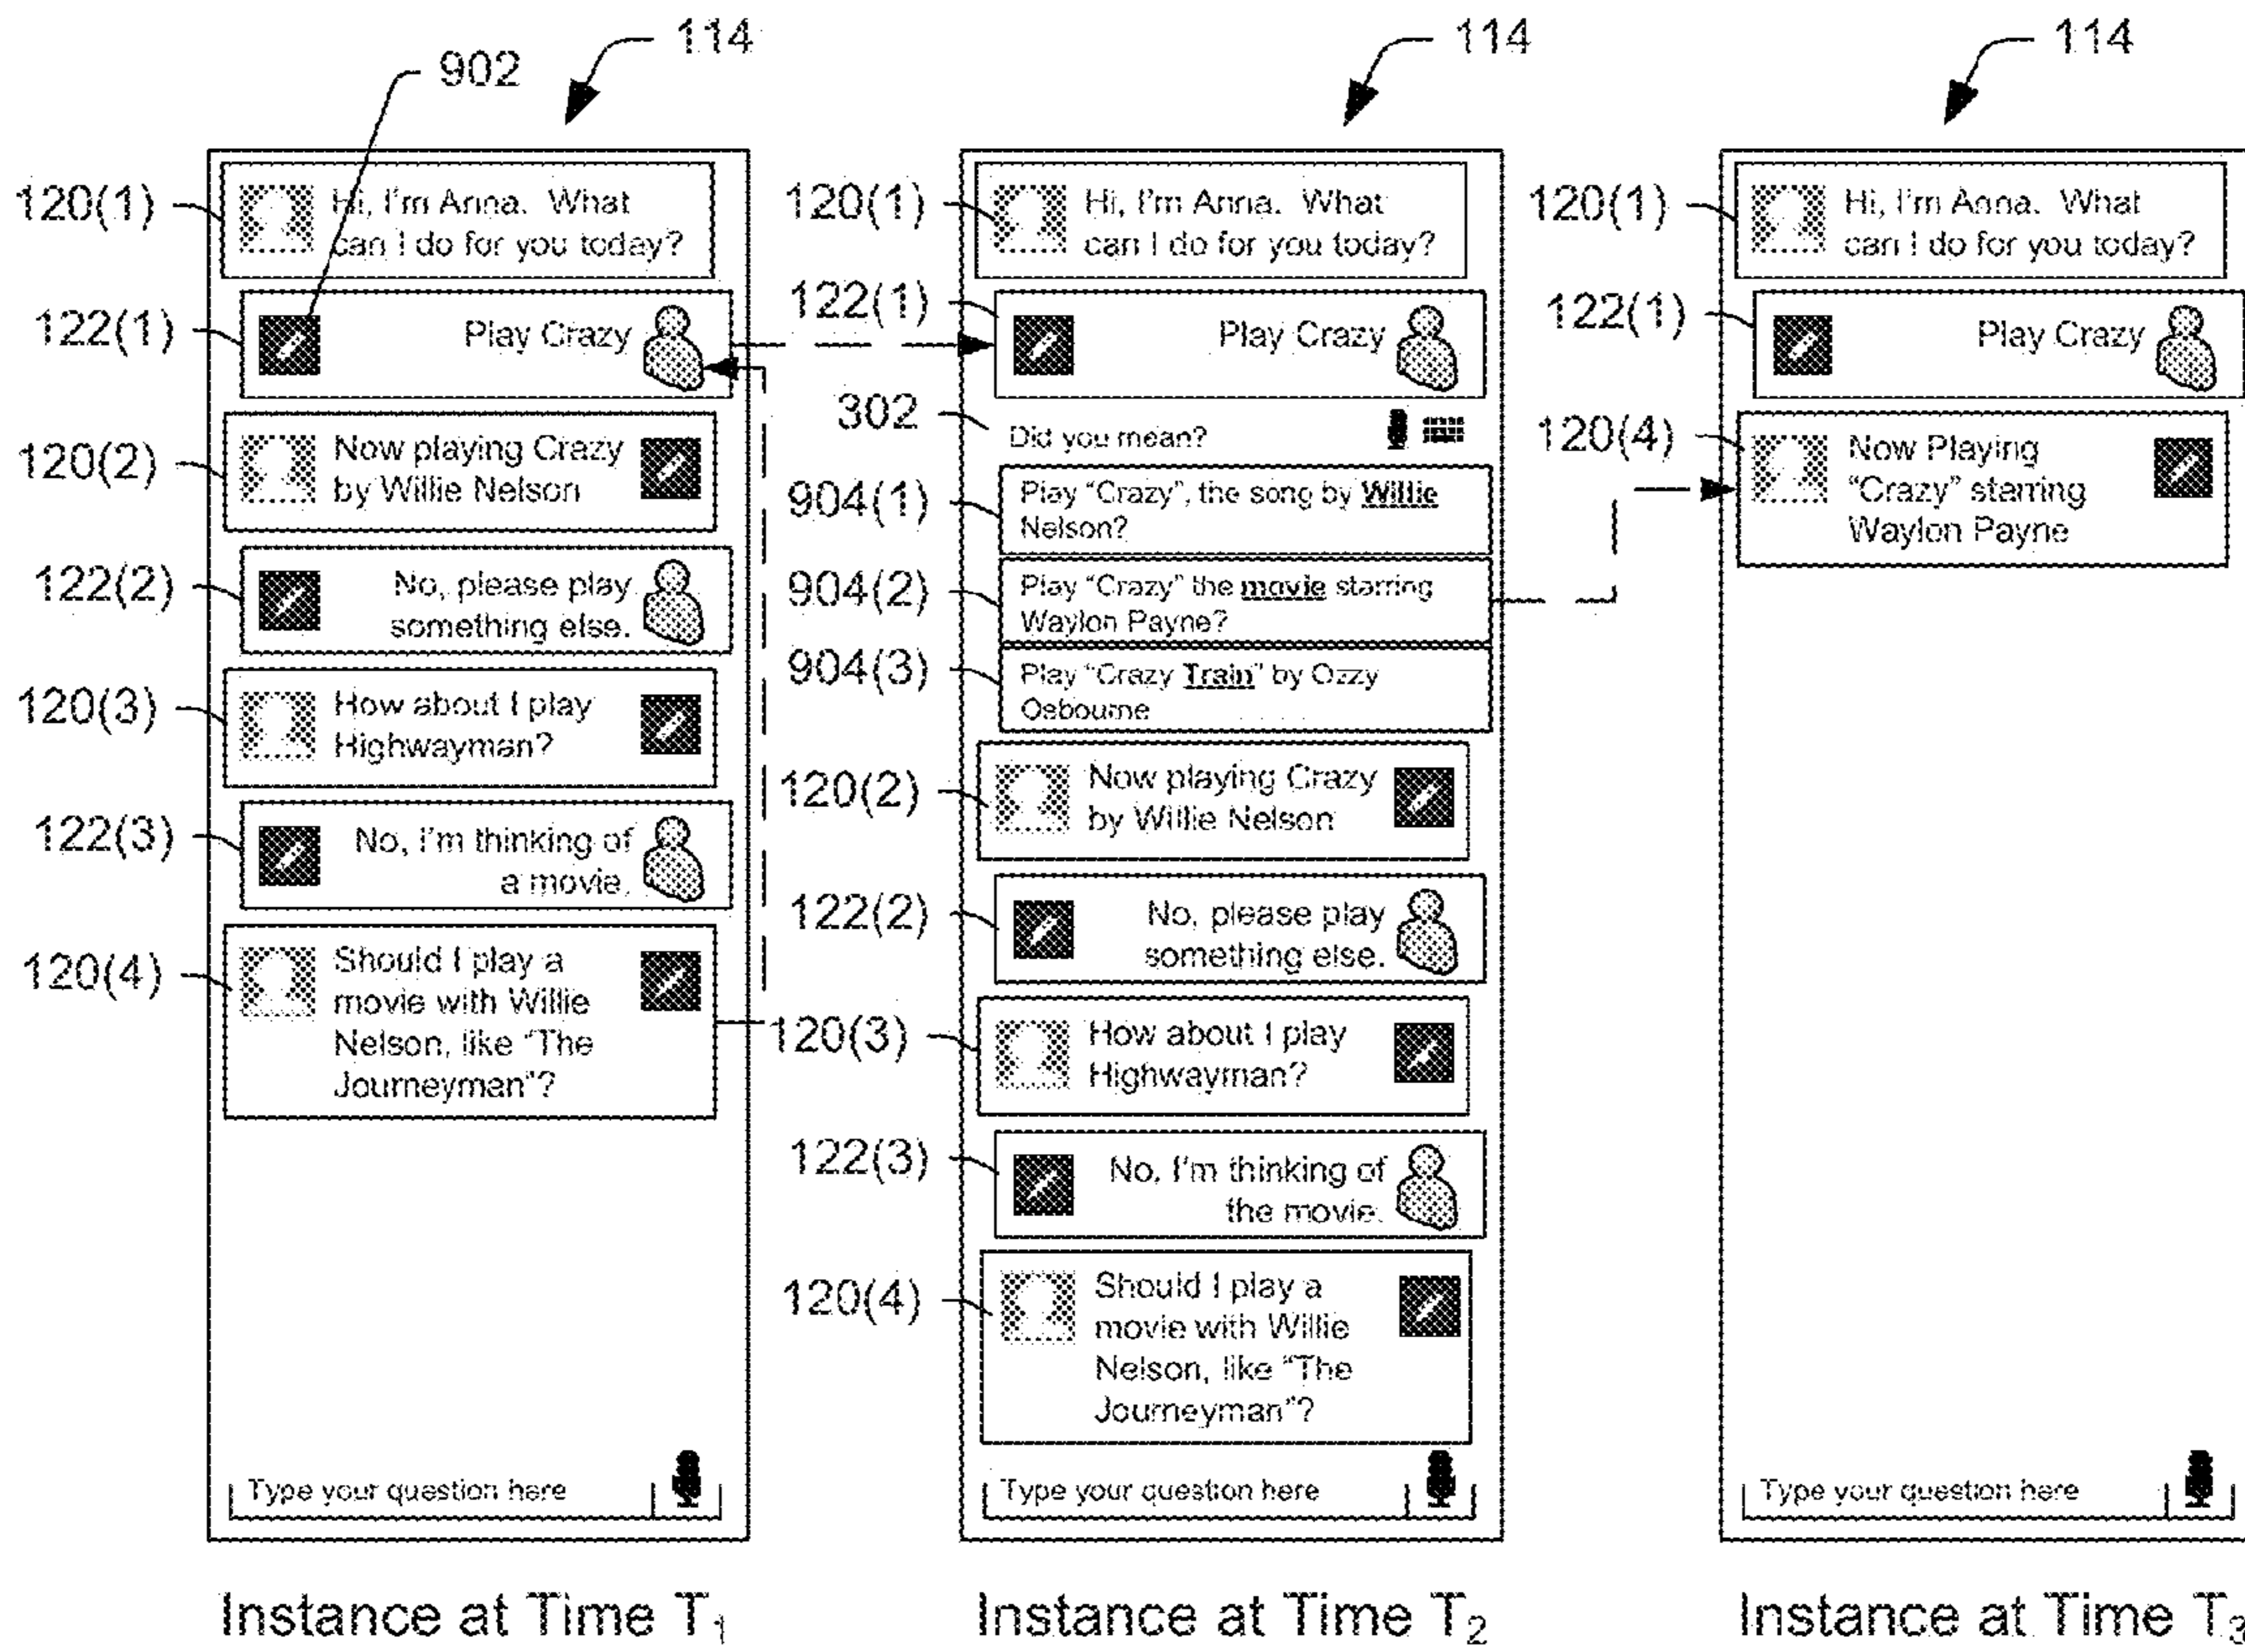 902
114
120(1)
Hi, I'm Anna. What
can I do for you today?
122(1)
Play Crazy
120(2)
Now playing Crazy
by Willie Nelson
122(2)
No, please play
something else.
120(3)
How about I play
Highwayman?
122(3)
No, I'm thinking of
a movie.
120(4)
Should I play a
movie with Willie
Nelson, like "The
Journeyman"?
Type your question here
Instance at Time T1
114
120(1)
Hi, I'm Anna. What
can I do for you today?
122(1)
Play Crazy
302
Did you mean?
904(1)
Play "Crazy", the song by Willie
Nelson?
904(2)
Play "Crazy" the movie starring
Waylon Payne?
904(3)
Play "Crazy Train" by Ozzy
Osbourne
120(2)
Now playing Crazy
by Willie Nelson
122(2)
No, please play
something else.
120(3)
How about I play
Highwayman?
122(3)
No, I'm thinking of
the movie.
120(4)
Should I play a
movie with Willie
Nelson, like "The
Journeyman"?
Type your question here
Instance at Time T2
114
120(1)
Hi, I'm Anna. What
can I do for you today?
122(1)
Play Crazy
120(4)
Now Playing
"Crazy" starring
Waylon Payne
Type your question here
Instance at Time T3